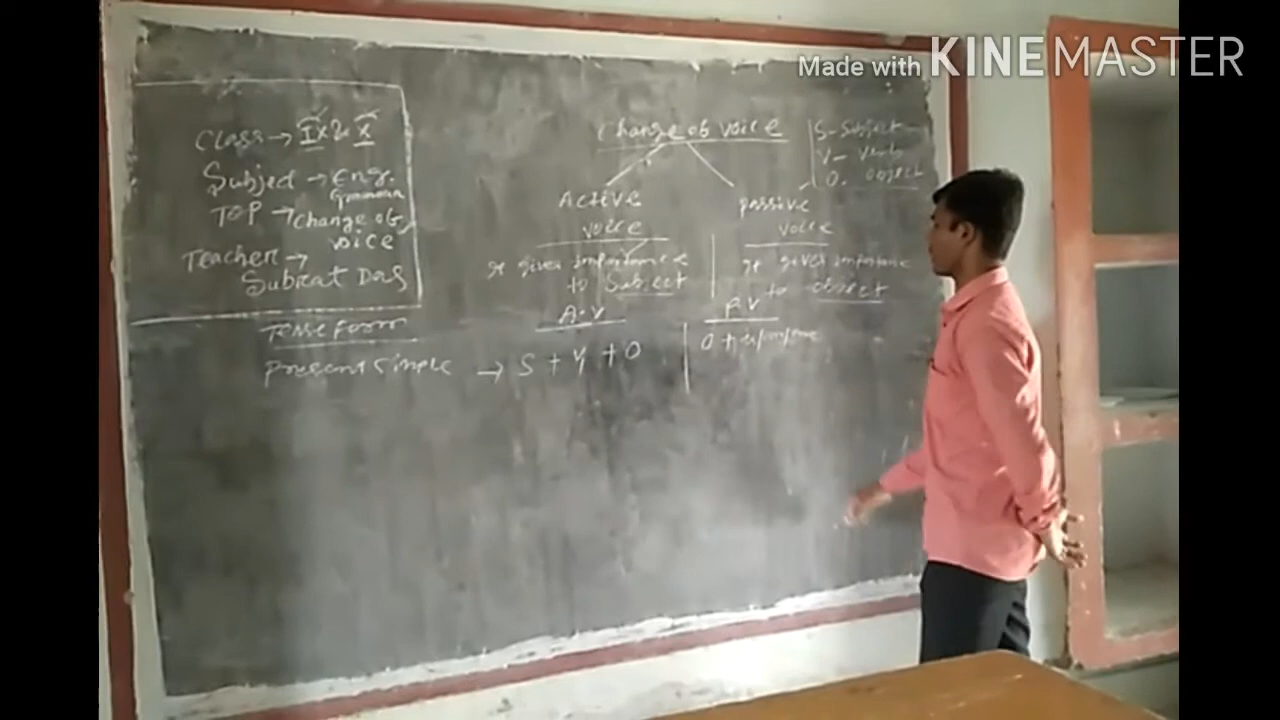 Made with KINEMASTER
Class → IX & X
Subject → Eng.
Grammar
TOP → Change of
voice
Teacher →
Subrat Das
Change of voice
S - Subject
V - Verb
O. object
Active
voice
passive
voice
It gives importance
to Subject
It gives importance
to object
A.V
P.V
Tense form
present simple → S + V + O
O +